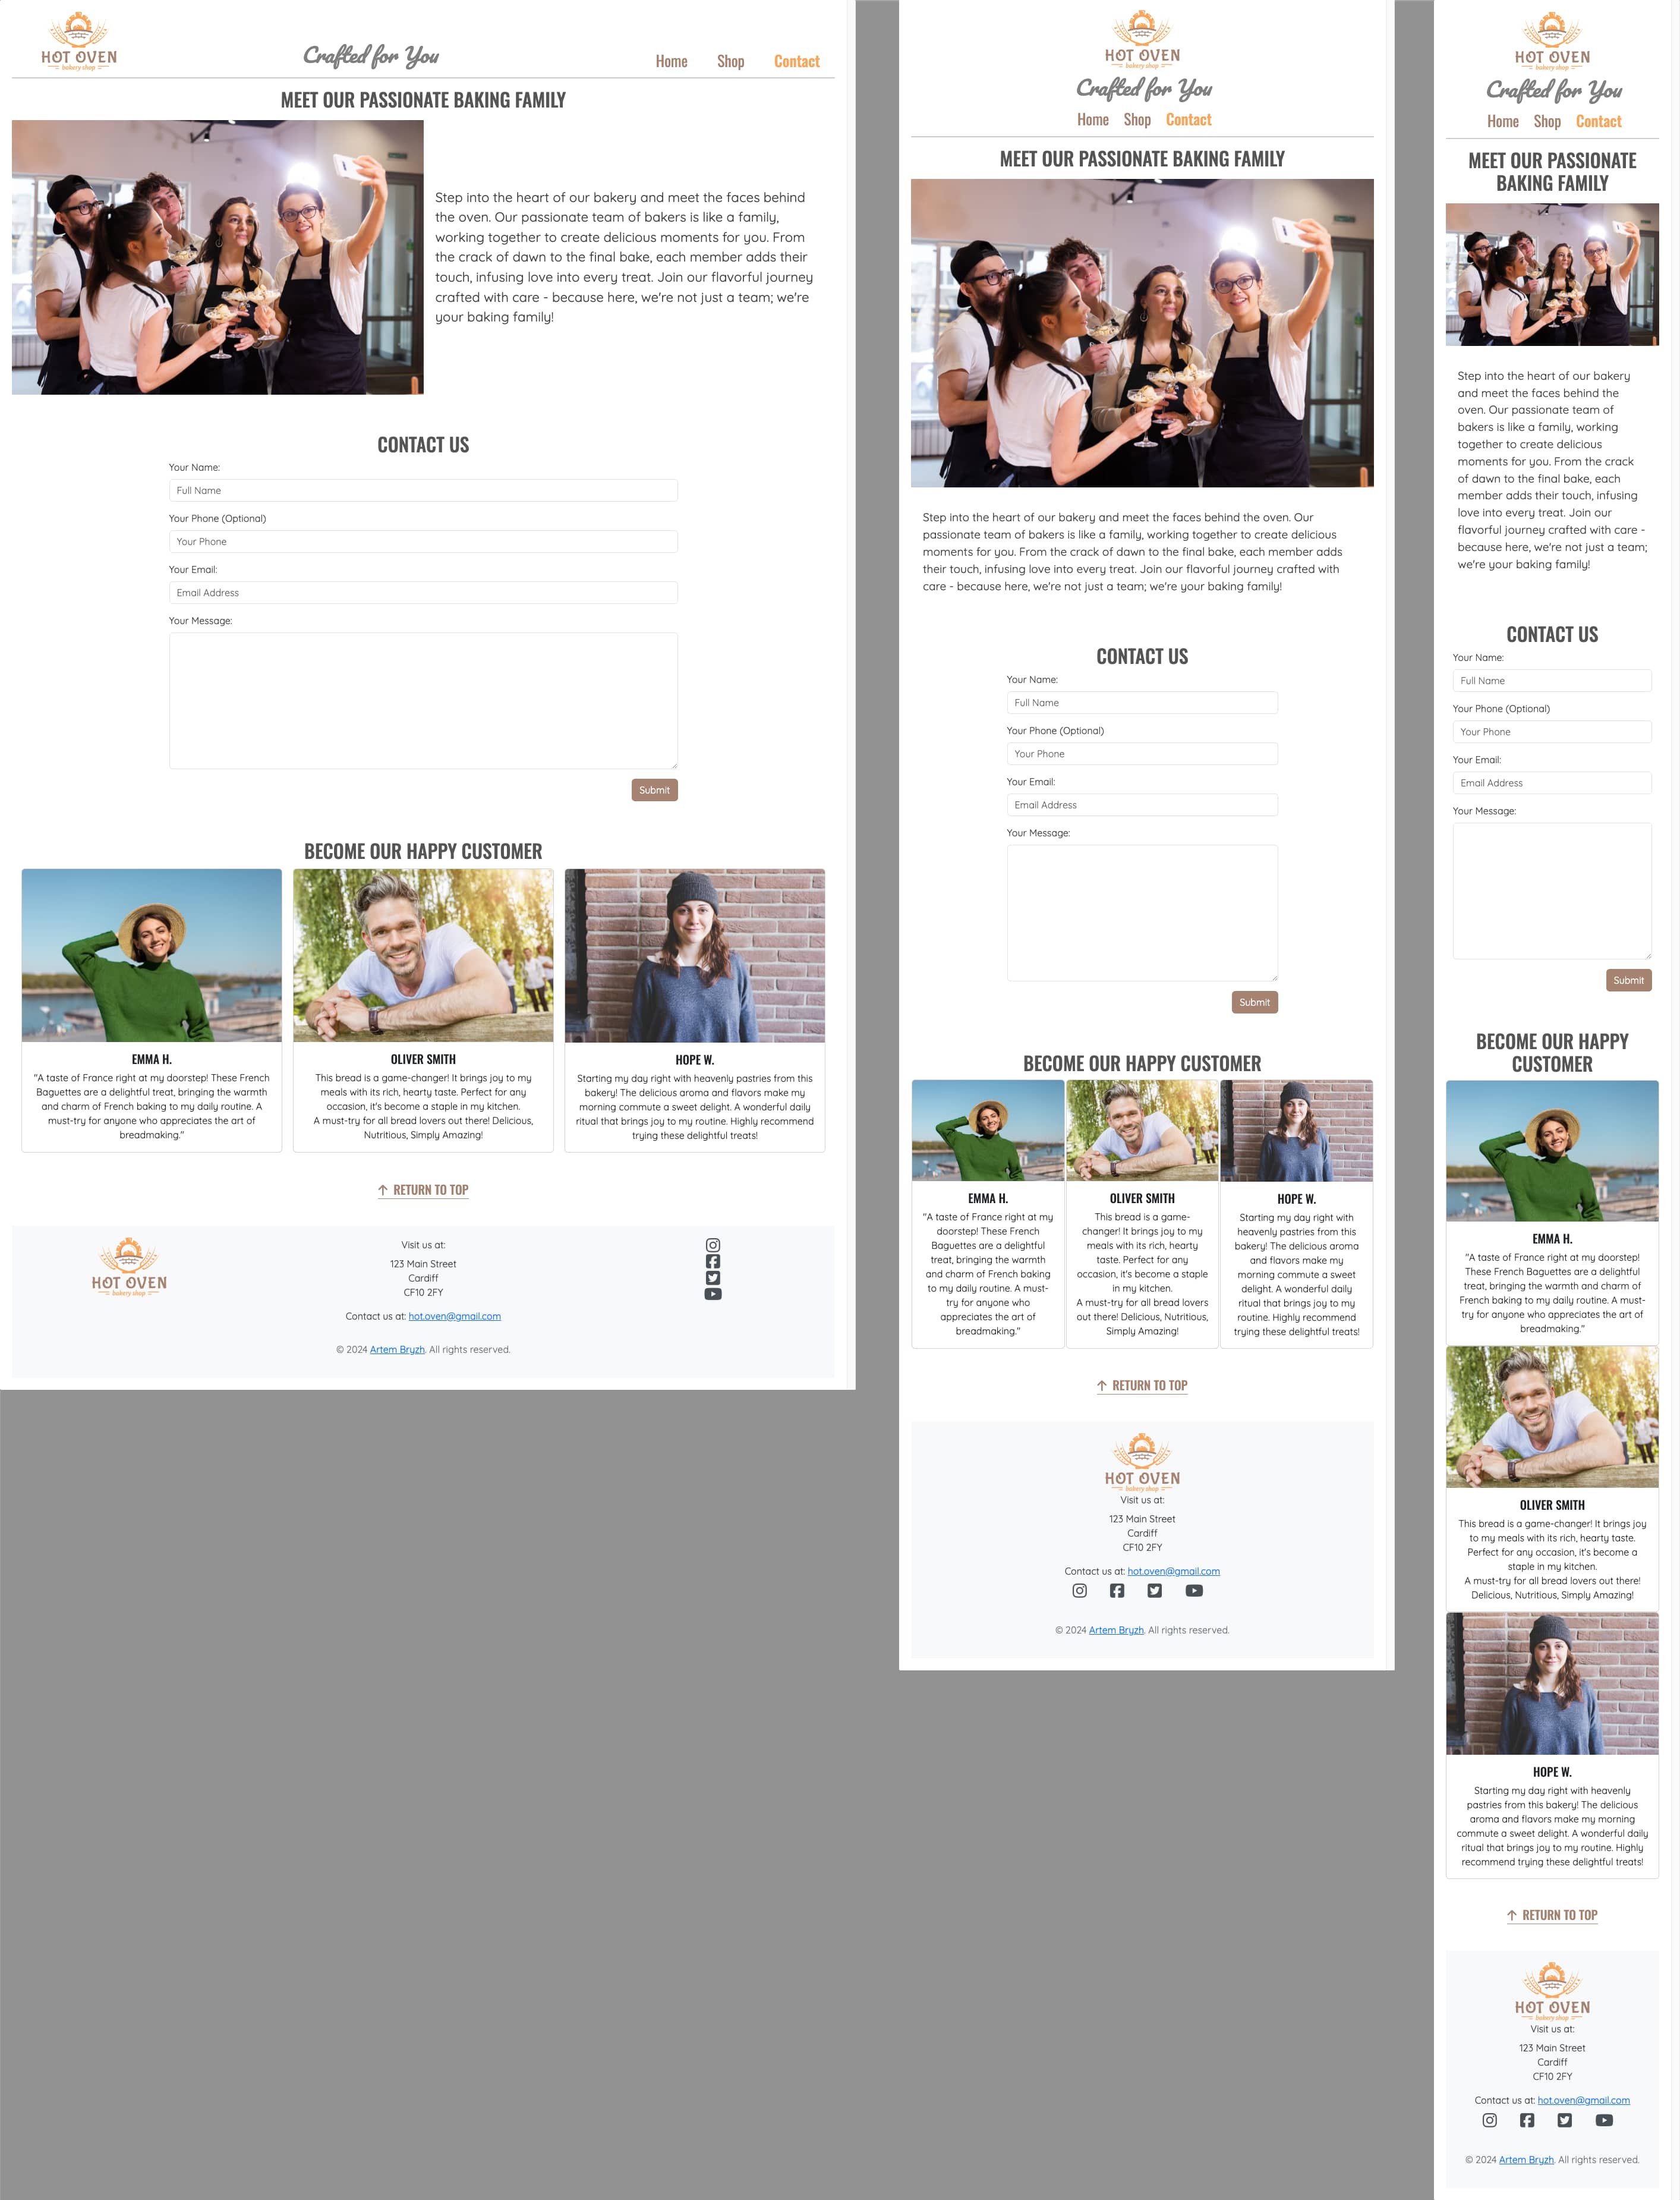 HOT OVEN
bakery shop
Crafted for You
Home Shop Contact
MEET OUR PASSIONATE BAKING FAMILY
Step into the heart of our bakery and meet the faces behind
the oven. Our passionate team of bakers is like a family,
working together to create delicious moments for you. From
the crack of dawn to the final bake, each member adds their
touch, infusing love into every treat. Join our flavorful journey
crafted with care - because here, we're not just a team; we're
your baking family!
CONTACT US
Your Name:
Full Name
Your Phone (Optional)
Your Phone
Your Email:
Email Address
Your Message:
Submit
BECOME OUR HAPPY CUSTOMER
EMMA H.
"A taste of France right at my doorstep! These French
Baguettes are a delightful treat, bringing the warmth
and charm of French baking to my daily routine. A
must-try for anyone who appreciates the art of
breadmaking."
OLIVER SMITH
This bread is a game-changer! It brings joy to my
meals with its rich, hearty taste. Perfect for any
occasion, it's become a staple in my kitchen.
A must-try for all bread lovers out there! Delicious,
Nutritious, Simply Amazing!
HOPE W.
Starting my day right with heavenly pastries from this
bakery! The delicious aroma and flavors make my
morning commute a sweet delight. A wonderful daily
ritual that brings joy to my routine. Highly recommend
trying these delightful treats!
RETURN TO TOP
HOT OVEN
bakery shop
Visit us at:
123 Main Street
Cardiff
CF10 2FY
Contact us at: hot.oven@gmail.com
© 2024 Artem Bryzh. All rights reserved.
HOT OVEN
bakery shop
Crafted for You
Home Shop Contact
MEET OUR PASSIONATE BAKING FAMILY
Step into the heart of our bakery and meet the faces behind the oven. Our
passionate team of bakers is like a family, working together to create delicious
moments for you. From the crack of dawn to the final bake, each member adds
their touch, infusing love into every treat. Join our flavorful journey crafted with
care - because here, we're not just a team; we're your baking family!
CONTACT US
Your Name:
Full Name
Your Phone (Optional)
Your Phone
Your Email:
Email Address
Your Message:
Submit
BECOME OUR HAPPY CUSTOMER
EMMA H.
"A taste of France right at my
doorstep! These French
Baguettes are a delightful
treat, bringing the warmth
and charm of French baking
to my daily routine. A must-
try for anyone who
appreciates the art of
breadmaking."
OLIVER SMITH
This bread is a game-
changer! It brings joy to my
meals with its rich, hearty
taste. Perfect for any
occasion, it's become a staple
in my kitchen.
A must-try for all bread lovers
out there! Delicious, Nutritious,
Simply Amazing!
HOPE W.
Starting my day right with
heavenly pastries from this
bakery! The delicious aroma
and flavors make my
morning commute a sweet
delight. A wonderful daily
ritual that brings joy to my
routine. Highly recommend
trying these delightful treats!
RETURN TO TOP
HOT OVEN
bakery shop
Visit us at:
123 Main Street
Cardiff
CF10 2FY
Contact us at: hot.oven@gmail.com
© 2024 Artem Bryzh. All rights reserved.
HOT OVEN
bakery shop
Crafted for You
Home Shop Contact
MEET OUR PASSIONATE
BAKING FAMILY
Step into the heart of our bakery
and meet the faces behind the
oven. Our passionate team of
bakers is like a family, working
together to create delicious
moments for you. From the crack
of dawn to the final bake, each
member adds their touch, infusing
love into every treat. Join our
flavorful journey crafted with care -
because here, we're not just a team;
we're your baking family!
CONTACT US
Your Name:
Full Name
Your Phone (Optional)
Your Phone
Your Email:
Email Address
Your Message:
Submit
BECOME OUR HAPPY
CUSTOMER
EMMA H.
"A taste of France right at my doorstep!
These French Baguettes are a delightful
treat, bringing the warmth and charm of
French baking to my daily routine. A must-
try for anyone who appreciates the art of
breadmaking."
OLIVER SMITH
This bread is a game-changer! It brings joy
to my meals with its rich, hearty taste.
Perfect for any occasion, it's become a
staple in my kitchen.
A must-try for all bread lovers out there!
Delicious, Nutritious, Simply Amazing!
HOPE W.
Starting my day right with heavenly
pastries from this bakery! The delicious
aroma and flavors make my morning
commute a sweet delight. A wonderful daily
ritual that brings joy to my routine. Highly
recommend trying these delightful treats!
RETURN TO TOP
HOT OVEN
bakery shop
Visit us at:
123 Main Street
Cardiff
CF10 2FY
Contact us at: hot.oven@gmail.com
© 2024 Artem Bryzh. All rights reserved.